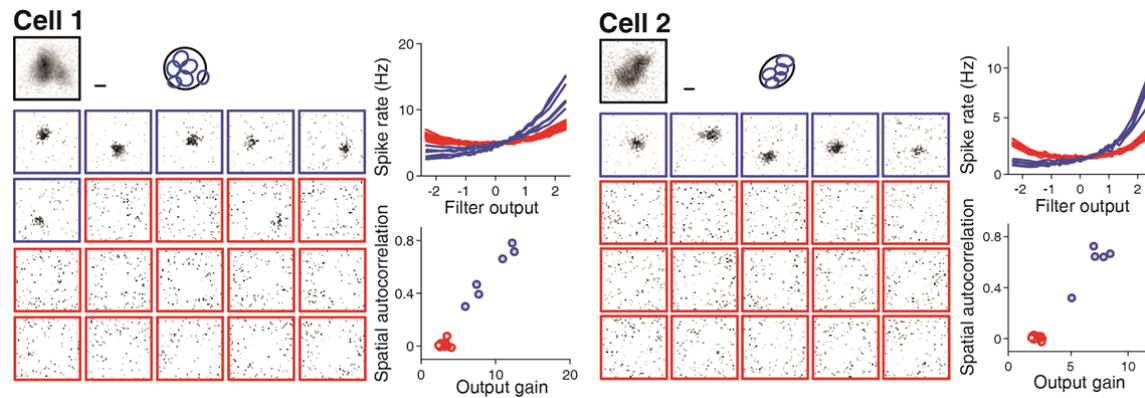 Cell 1
Spike rate (Hz)
20
10
0
-2 -1 0 1 2
Filter output
Spatial autocorrelation
0.8
0.4
0
0 10 20
Output gain
Cell 2
Spike rate (Hz)
10
5
0
-2 -1 0 1 2
Filter output
Spatial autocorrelation
0.8
0.4
0
0 5 10
Output gain